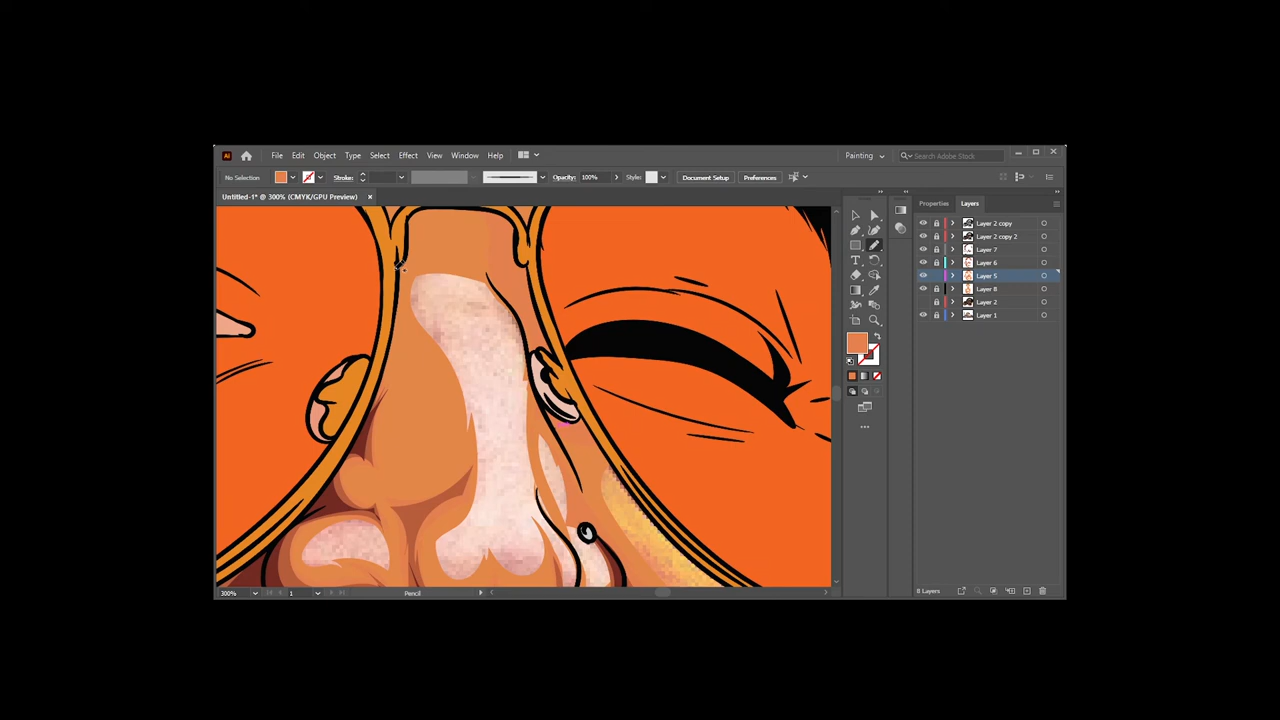 Ai File Edit Object Type Select Effect View Window Help Painting Search Adobe Stock
No Selection Stroke: Opacity: 100% Style: Document Setup Preferences
Untitled-1* @ 300% (CMYK/GPU Preview) × Properties Layers
Layer 2 copy
Layer 2 copy 2
Layer 7
Layer 6
Layer 5
Layer 8
Layer 2
Layer 1
300% 1 Pencil 8 Layers